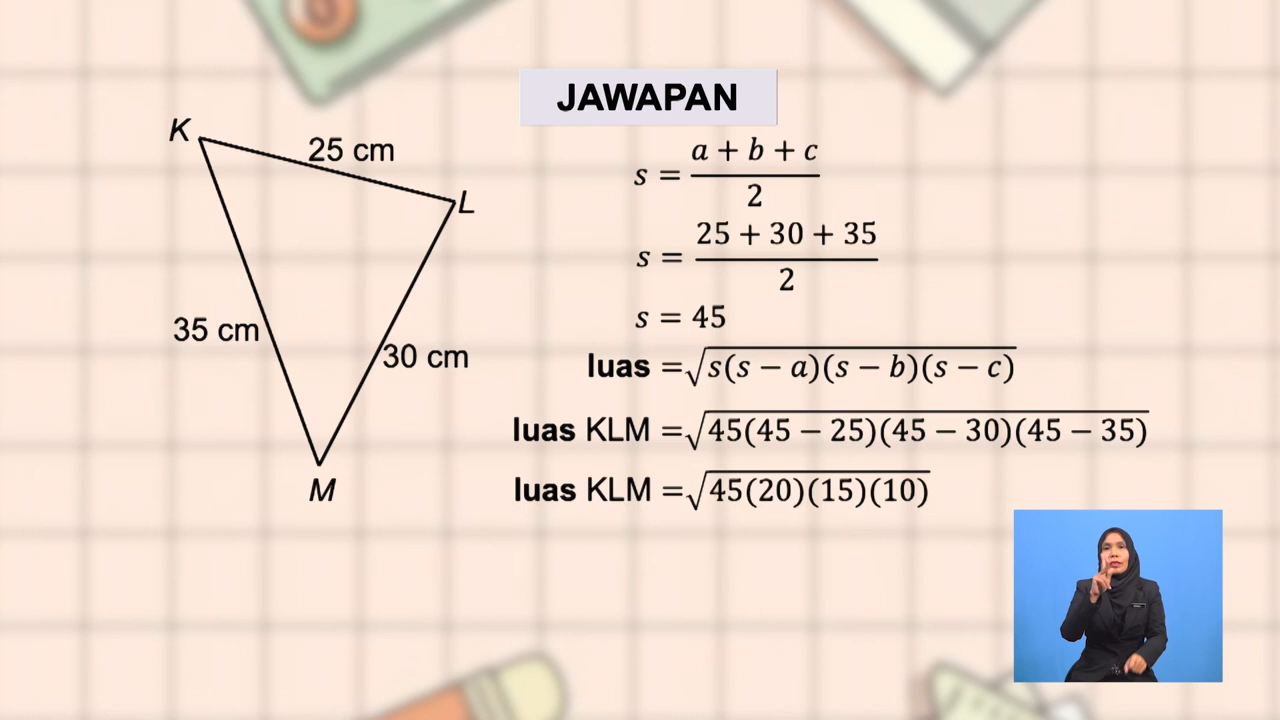 JAWAPAN
K
25 cm
L
35 cm
30 cm
M
s = (a + b + c)/2
s = (25 + 30 + 35)/2
s = 45
luas = √(s(s − a)(s − b)(s − c))
luas KLM = √(45(45 − 25)(45 − 30)(45 − 35))
luas KLM = √(45(20)(15)(10))